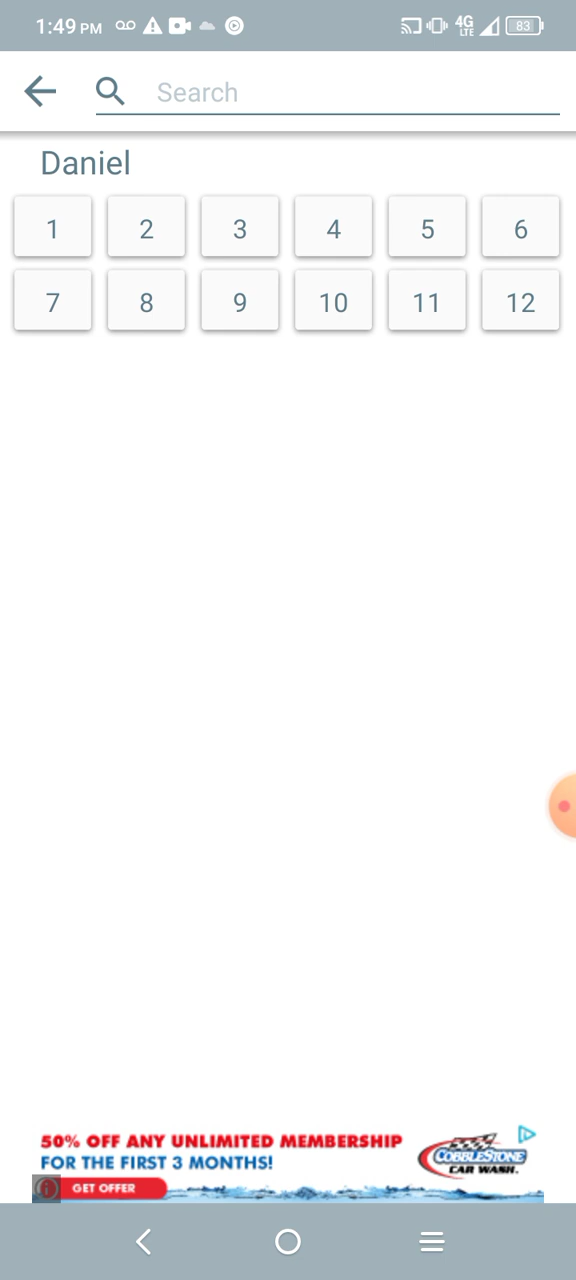 1:49 PM 4G LTE 83
Search
Daniel
1 2 3 4 5 6
7 8 9 10 11 12
50% OFF ANY UNLIMITED MEMBERSHIP
FOR THE FIRST 3 MONTHS!
GET OFFER
COBBLESTONE
CAR WASH.